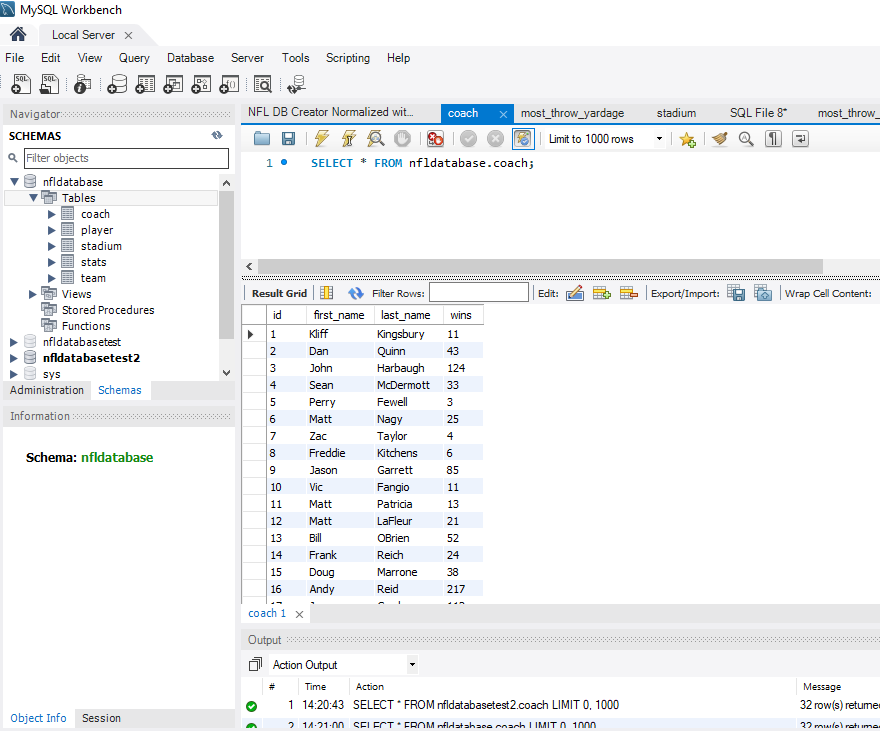 MySQL Workbench
Local Server
File Edit View Query Database Server Tools Scripting Help
Navigator
SCHEMAS
Filter objects
nfldatabase
Tables
coach
player
stadium
stats
team
Views
Stored Procedures
Functions
nfldatabasetest
nfldatabasetest2
sys
Administration Schemas
Information
Schema: nfldatabase
Object Info Session
NFL DB Creator Normalized wit... coach most_throw_yardage stadium SQL File 8* most_throw_
Limit to 1000 rows
1 SELECT * FROM nfldatabase.coach;
Result Grid Filter Rows: Edit: Export/Import: Wrap Cell Content:
id first_name last_name wins
1 Kliff Kingsbury 11
2 Dan Quinn 43
3 John Harbaugh 124
4 Sean McDermott 33
5 Perry Fewell 3
6 Matt Nagy 25
7 Zac Taylor 4
8 Freddie Kitchens 6
9 Jason Garrett 85
10 Vic Fangio 11
11 Matt Patricia 13
12 Matt LaFleur 21
13 Bill OBrien 52
14 Frank Reich 24
15 Doug Marrone 38
16 Andy Reid 217
coach 1
Output
Action Output
# Time Action Message
1 14:20:43 SELECT * FROM nfldatabasetest2.coach LIMIT 0, 1000 32 row(s) returne
2 14:21:00 SELECT * FROM nfldatabase.coach LIMIT 0, 1000 32 row(s) returne